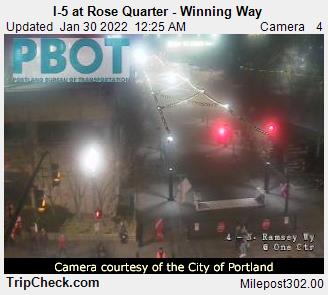 I-5 at Rose Quarter - Winning Way
Updated Jan 30 2022 12:25 AM Camera 4
PBOT
PORTLAND BUREAU OF TRANSPORTATION
4 - N. Ramsey Wy
@ One Ctr
Camera courtesy of the City of Portland
TripCheck.com Milepost302.00